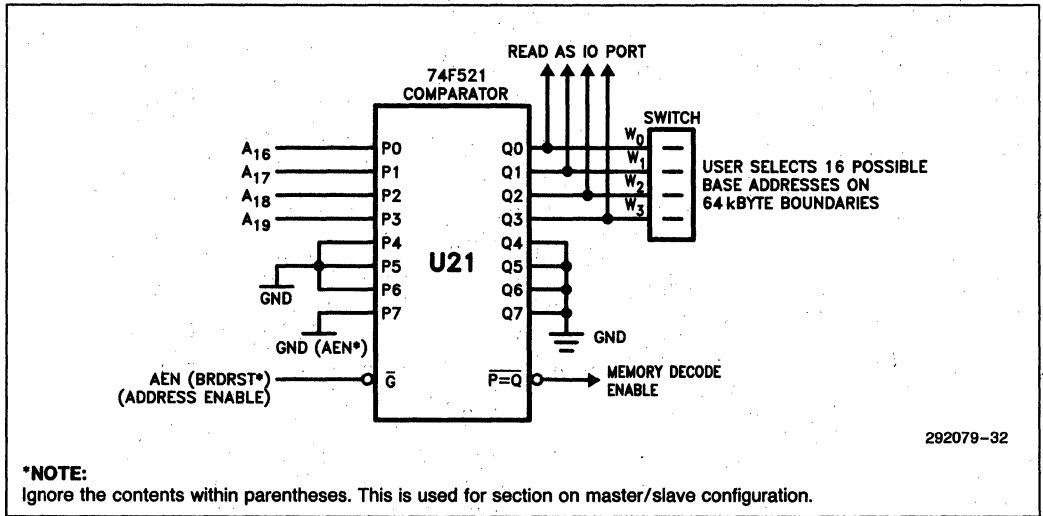 READ AS IO PORT
74F521
COMPARATOR
SWITCH
A16
A17
A18
A19
P0
P1
P2
P3
P4
P5
P6
P7
U21
Q0
Q1
Q2
Q3
Q4
Q5
Q6
Q7
W0
W1
W2
W3
USER SELECTS 16 POSSIBLE
BASE ADDRESSES ON
64 kBYTE BOUNDARIES
GND
GND (AEN*)
GND
AEN (BRDRST*)
(ADDRESS ENABLE)
G̅
P̅=̅Q̅
MEMORY DECODE
ENABLE
292079-32
*NOTE:
Ignore the contents within parentheses. This is used for section on master/slave configuration.